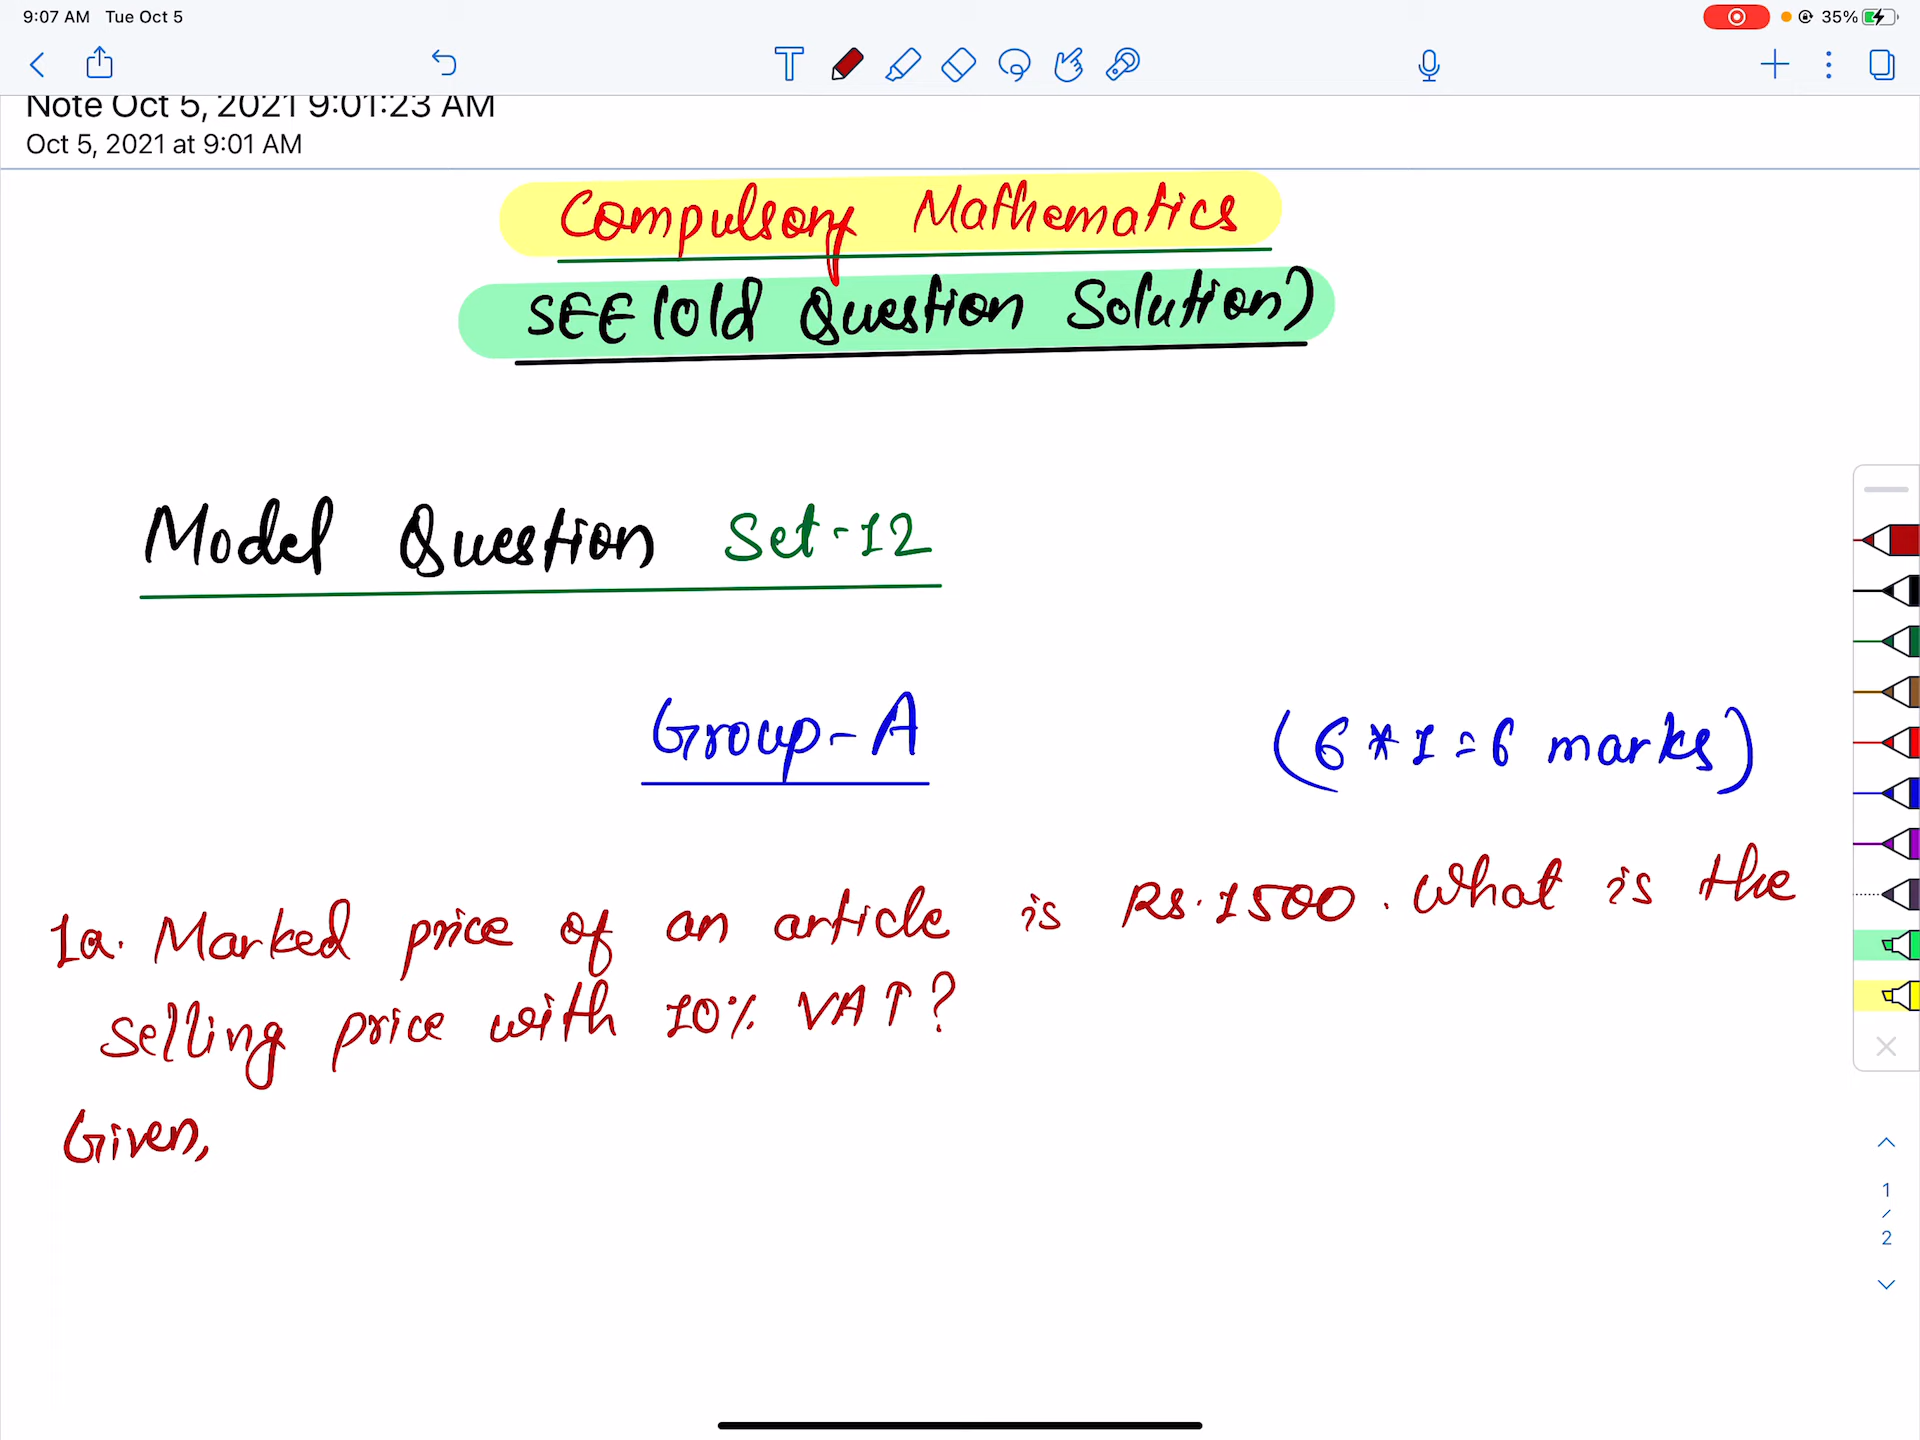 9:07 AM Tue Oct 5
35%
Note Oct 5, 2021 9:01:23 AM
Oct 5, 2021 at 9:01 AM
Compulsory Mathematics
SEE (Old Question Solution)
Model Question Set-12
Group-A (6*1=6 marks)
1a. Marked price of an article is Rs. 1500. What is the
selling price with 10% VAT?
Given,
1
/
2